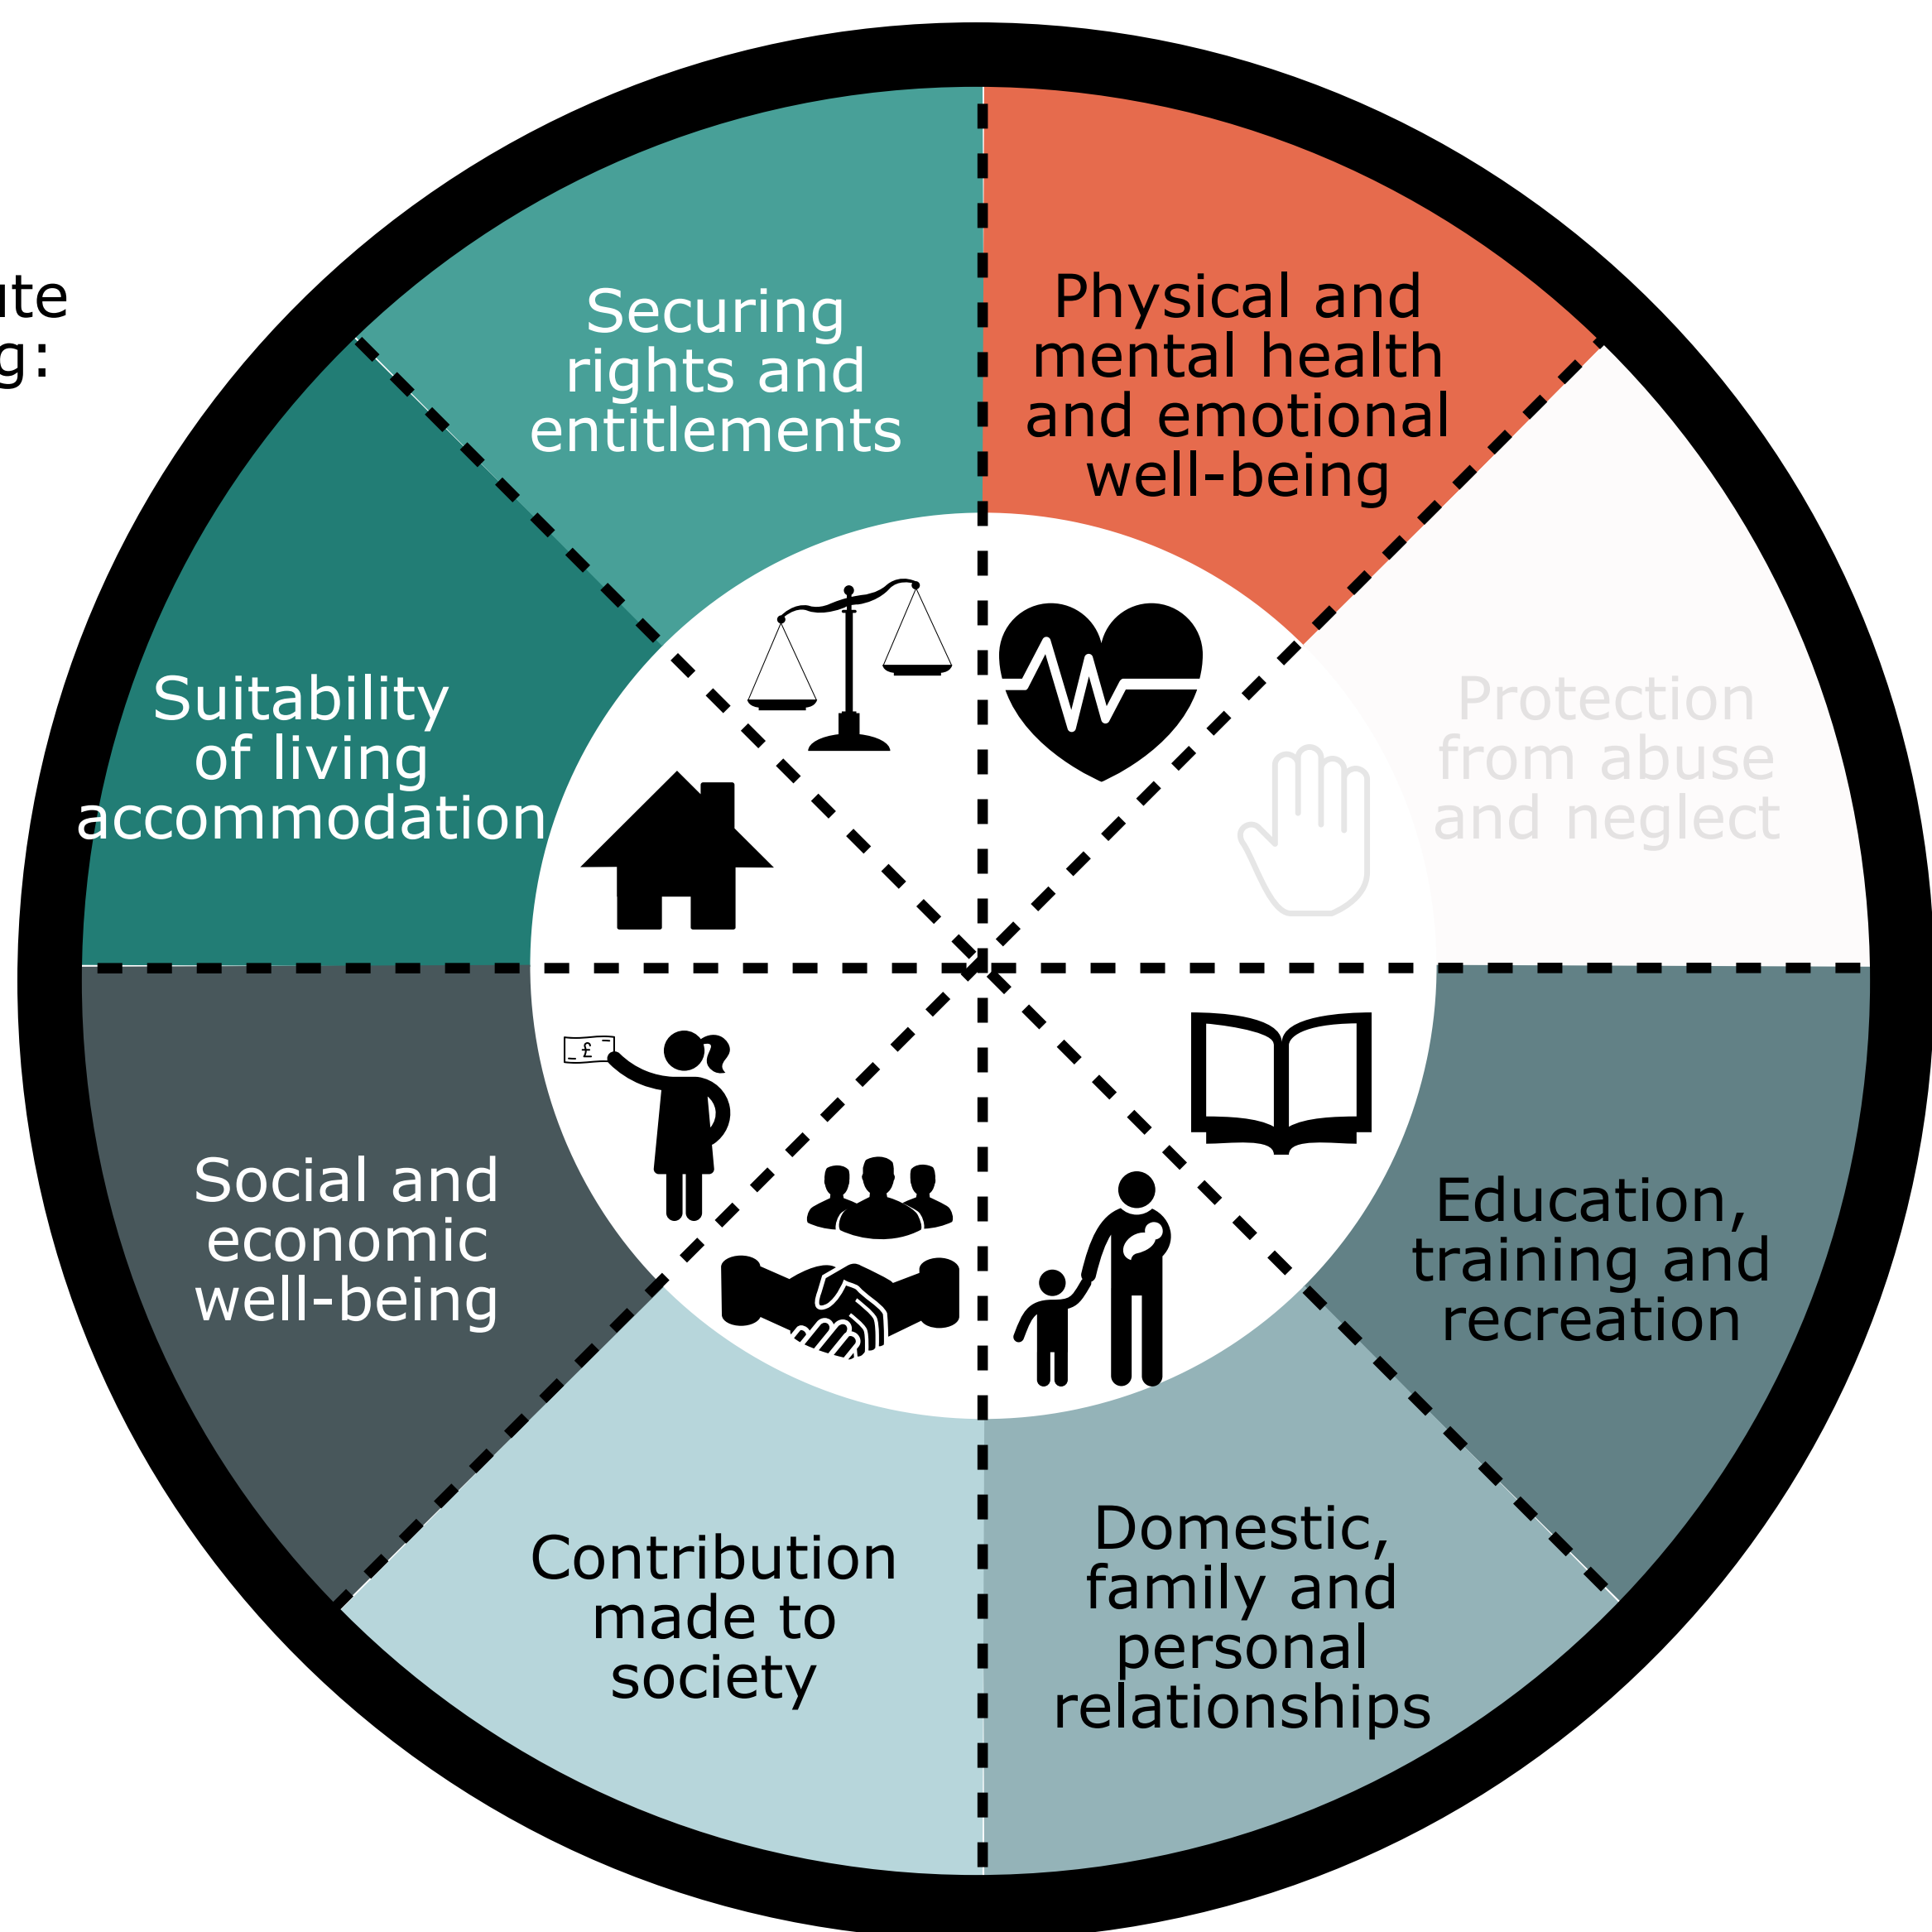 Securing
rights and
entitlements
Physical and
mental health
and emotional
well-being
Protection
from abuse
and neglect
Education,
training and
recreation
Domestic,
family and
personal
relationships
Contribution
made to
society
Social and
economic
well-being
£
Suitability
of living
accommodation